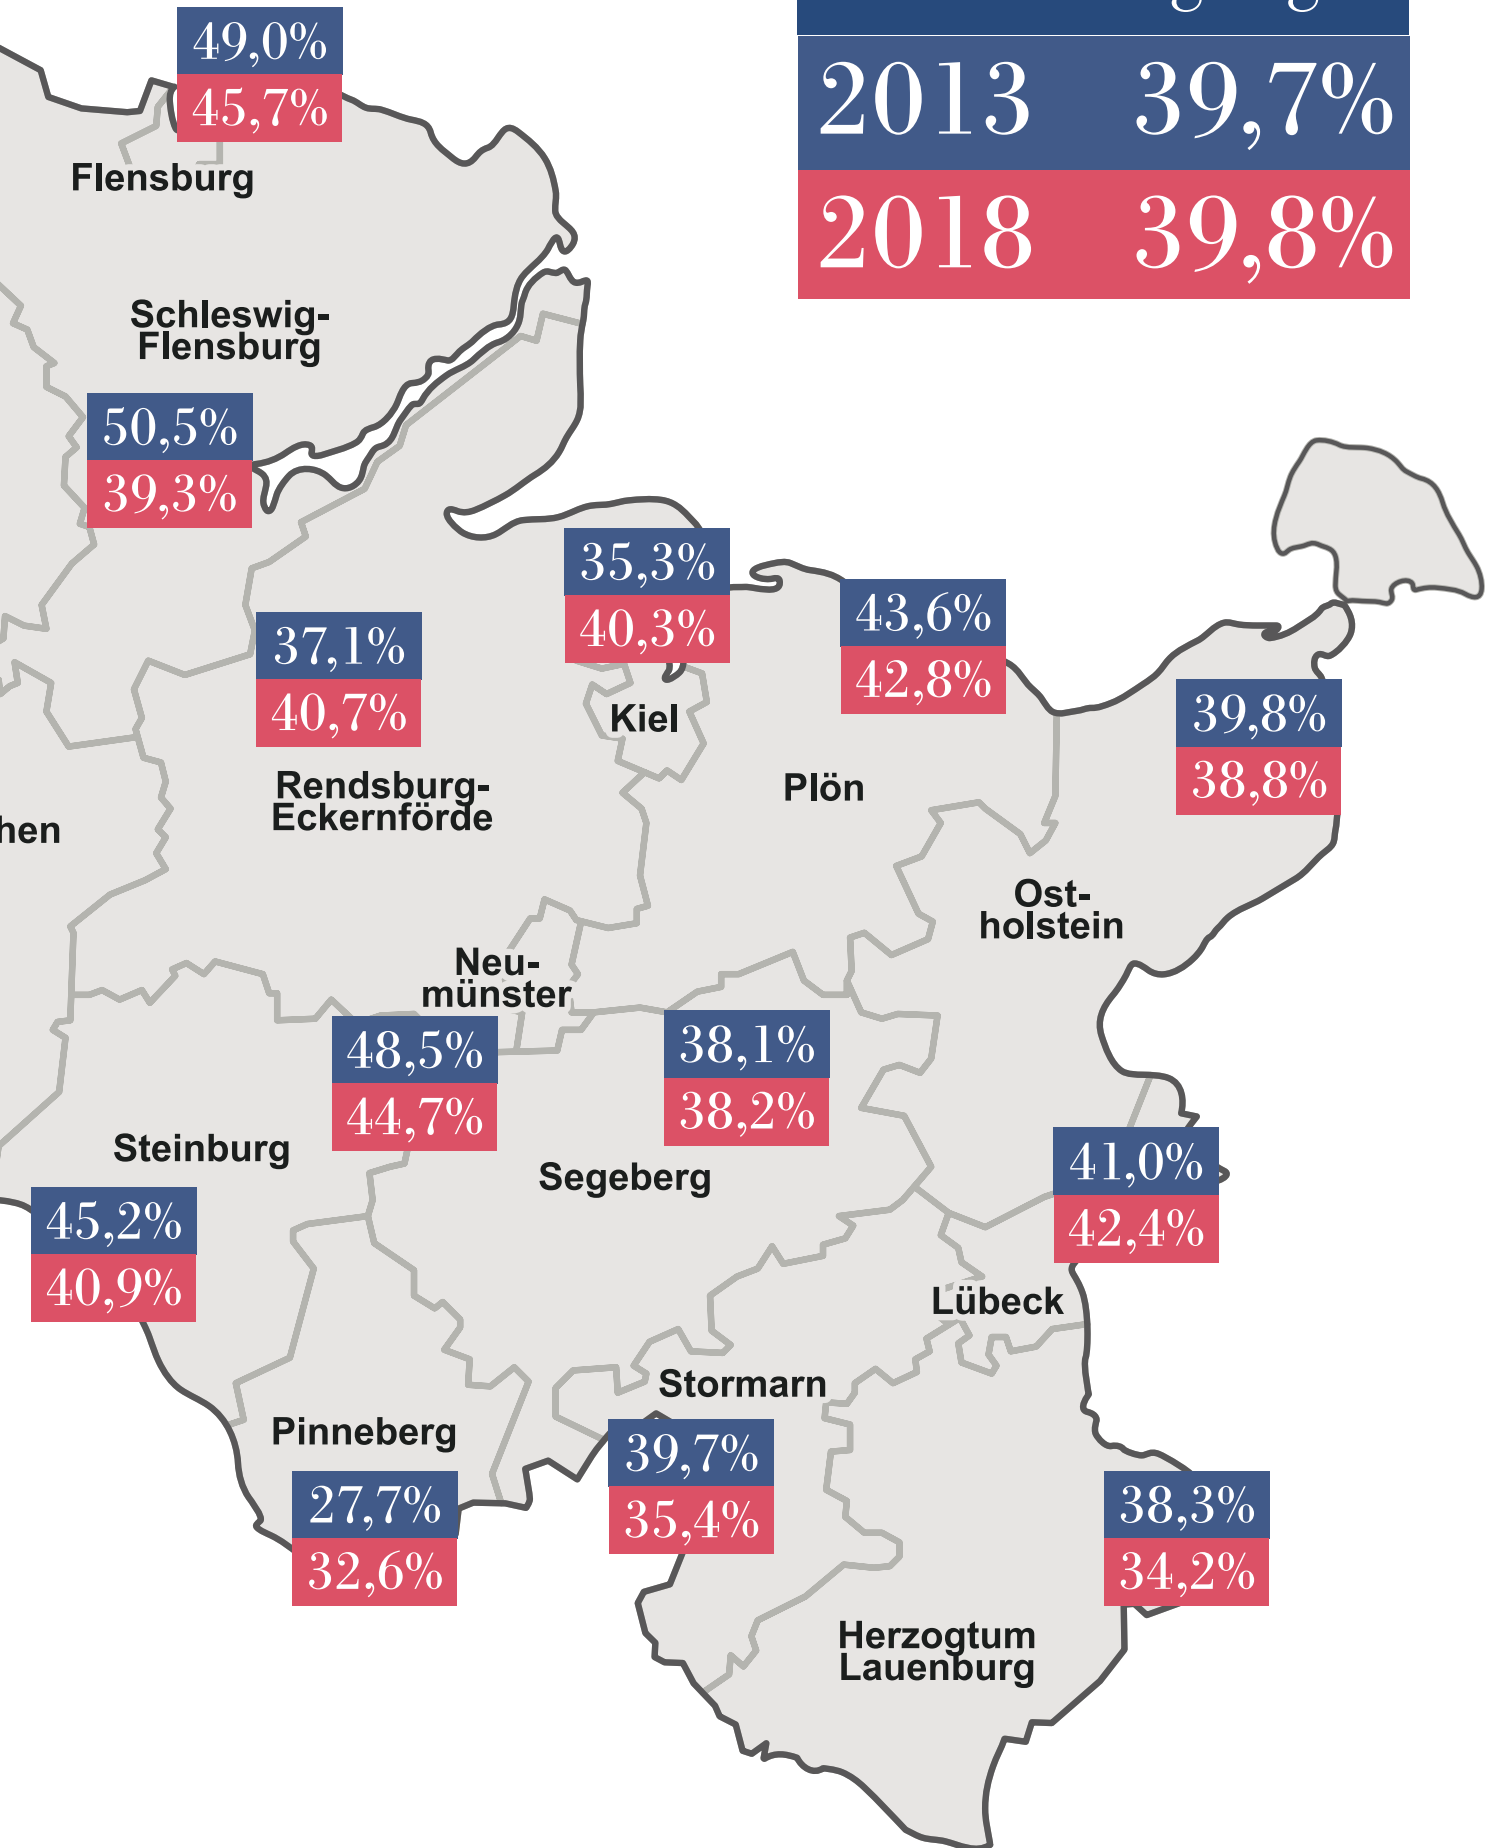 49,0%
45,7%
Flensburg
2013 39,7%
2018 39,8%
Schleswig-
Flensburg
50,5%
39,3%
35,3%
40,3%
Kiel
43,6%
42,8%
Plön
37,1%
40,7%
Rendsburg-
Eckernförde
39,8%
38,8%
Ost-
holstein
hen
Neu-
münster
48,5%
44,7%
38,1%
38,2%
Segeberg
Steinburg
45,2%
40,9%
41,0%
42,4%
Lübeck
Stormarn
39,7%
35,4%
Pinneberg
27,7%
32,6%
38,3%
34,2%
Herzogtum
Lauenburg